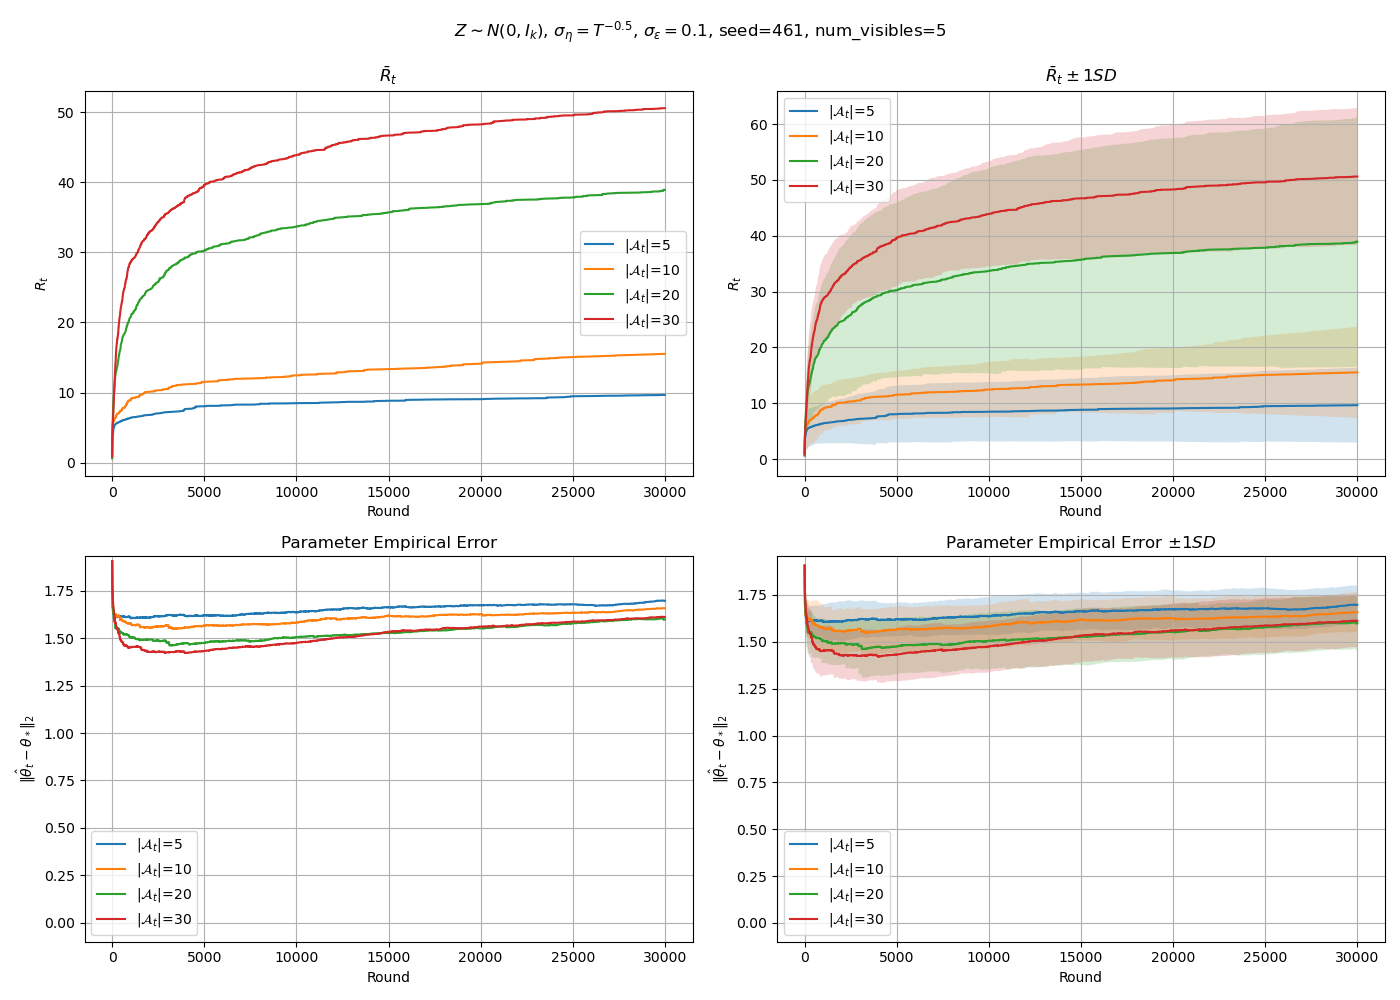 Z ∼ N(0, I_k), σ_η = T^{−0.5}, σ_ε = 0.1, seed=461, num_visibles=5
R̄_t
R_t
50
40
30
20
10
0
|𝒜_t|=5
|𝒜_t|=10
|𝒜_t|=20
|𝒜_t|=30
0 5000 10000 15000 20000 25000 30000
Round
R̄_t ± 1SD
R_t
60
50
40
30
20
10
0
|𝒜_t|=5
|𝒜_t|=10
|𝒜_t|=20
|𝒜_t|=30
0 5000 10000 15000 20000 25000 30000
Round
Parameter Empirical Error
‖θ̂_t − θ_*‖_2
1.75
1.50
1.25
1.00
0.75
0.50
0.25
0.00
|𝒜_t|=5
|𝒜_t|=10
|𝒜_t|=20
|𝒜_t|=30
0 5000 10000 15000 20000 25000 30000
Round
Parameter Empirical Error ±1SD
‖θ̂_t − θ_*‖_2
1.75
1.50
1.25
1.00
0.75
0.50
0.25
0.00
|𝒜_t|=5
|𝒜_t|=10
|𝒜_t|=20
|𝒜_t|=30
0 5000 10000 15000 20000 25000 30000
Round